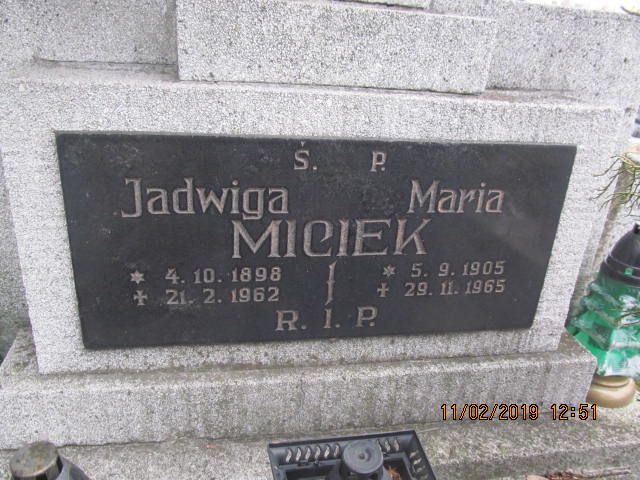 Ś. P.
Jadwiga Maria
MICIEK
* 4. 10. 1898 * 5. 9. 1905
+ 21. 2. 1962 + 29. 11. 1965
R. I. P.
11/02/2019 12:51